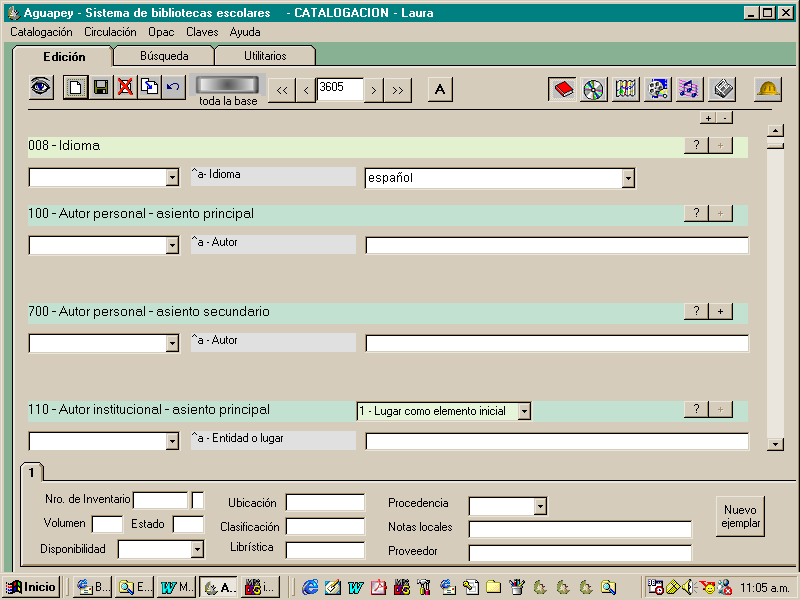 Aguapey - Sistema de bibliotecas escolares - CATALOGACION - Laura
Catalogación Circulación Opac Claves Ayuda
Edición Búsqueda Utilitarios
<< < 3605 > >> A
toda la base
+ -
008 - Idioma ? +
^a- Idioma español
100 - Autor personal - asiento principal ? +
^a - Autor
700 - Autor personal - asiento secundario ? +
^a - Autor
110 - Autor institucional - asiento principal 1 - Lugar como elemento inicial ? +
^a - Entidad o lugar
1
Nro. de Inventario Ubicación Procedencia
Volumen Estado Clasificación Notas locales
Disponibilidad Librística Proveedor
Nuevo
ejemplar
Inicio B... E... M... A... I... 11:05 a.m.